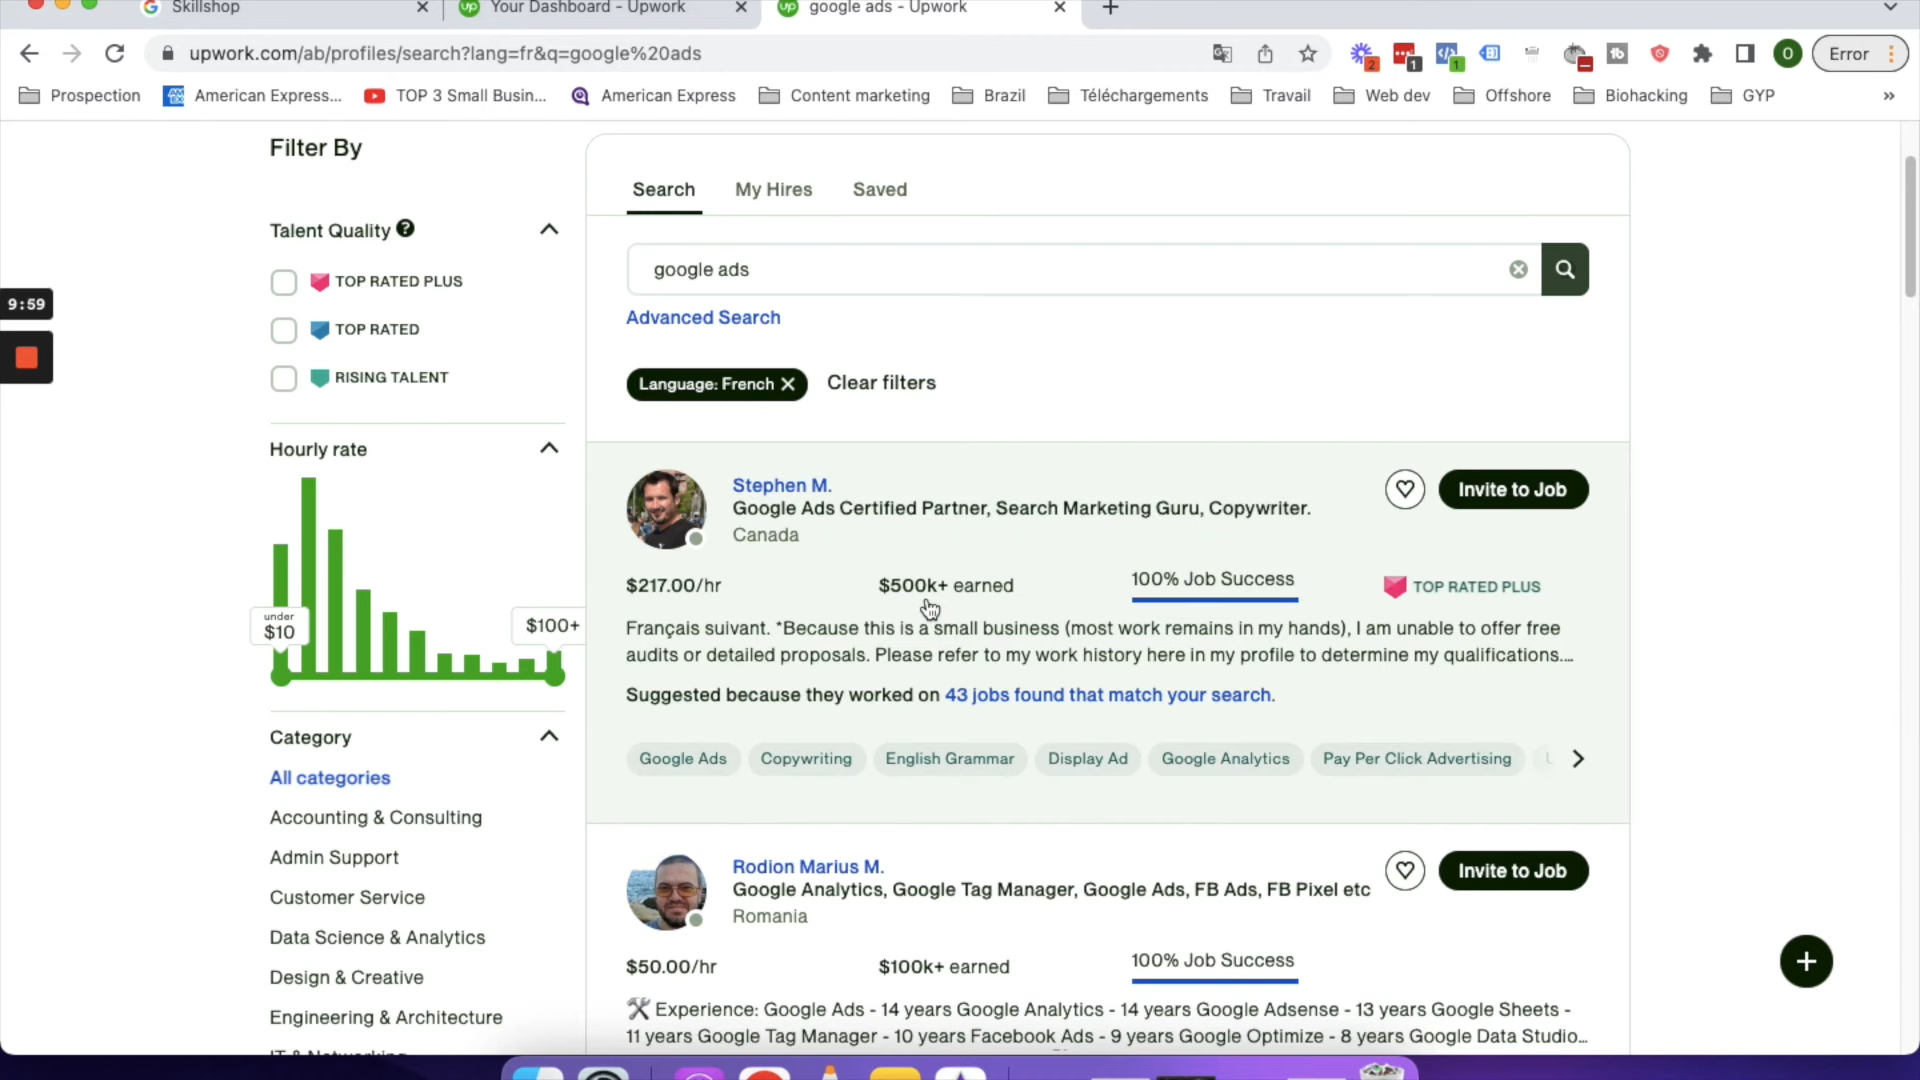 Skillshop
Your Dashboard - Upwork
google ads - Upwork
upwork.com/ab/profiles/search?lang=fr&q=google%20ads
2
1
1
O
Error
Prospection
American Express...
TOP 3 Small Busin...
American Express
Content marketing
Brazil
Téléchargements
Travail
Web dev
Offshore
Biohacking
GYP
»
9:59
Filter By
Talent Quality ?
TOP RATED PLUS
TOP RATED
RISING TALENT
Hourly rate
under
$10
$100+
Category
All categories
Accounting & Consulting
Admin Support
Customer Service
Data Science & Analytics
Design & Creative
Engineering & Architecture
IT & Networking
Search
My Hires
Saved
google ads
Advanced Search
Language: French
Clear filters
Stephen M.
Google Ads Certified Partner, Search Marketing Guru, Copywriter.
Canada
Invite to Job
$217.00/hr
$500k+ earned
100% Job Success
TOP RATED PLUS
Français suivant. *Because this is a small business (most work remains in my hands), I am unable to offer free
audits or detailed proposals. Please refer to my work history here in my profile to determine my qualifications....
Suggested because they worked on 43 jobs found that match your search.
Google Ads
Copywriting
English Grammar
Display Ad
Google Analytics
Pay Per Click Advertising
Rodion Marius M.
Google Analytics, Google Tag Manager, Google Ads, FB Ads, FB Pixel etc
Romania
Invite to Job
$50.00/hr
$100k+ earned
100% Job Success
Experience: Google Ads - 14 years Google Analytics - 14 years Google Adsense - 13 years Google Sheets -
11 years Google Tag Manager - 10 years Facebook Ads - 9 years Google Optimize - 8 years Google Data Studio...